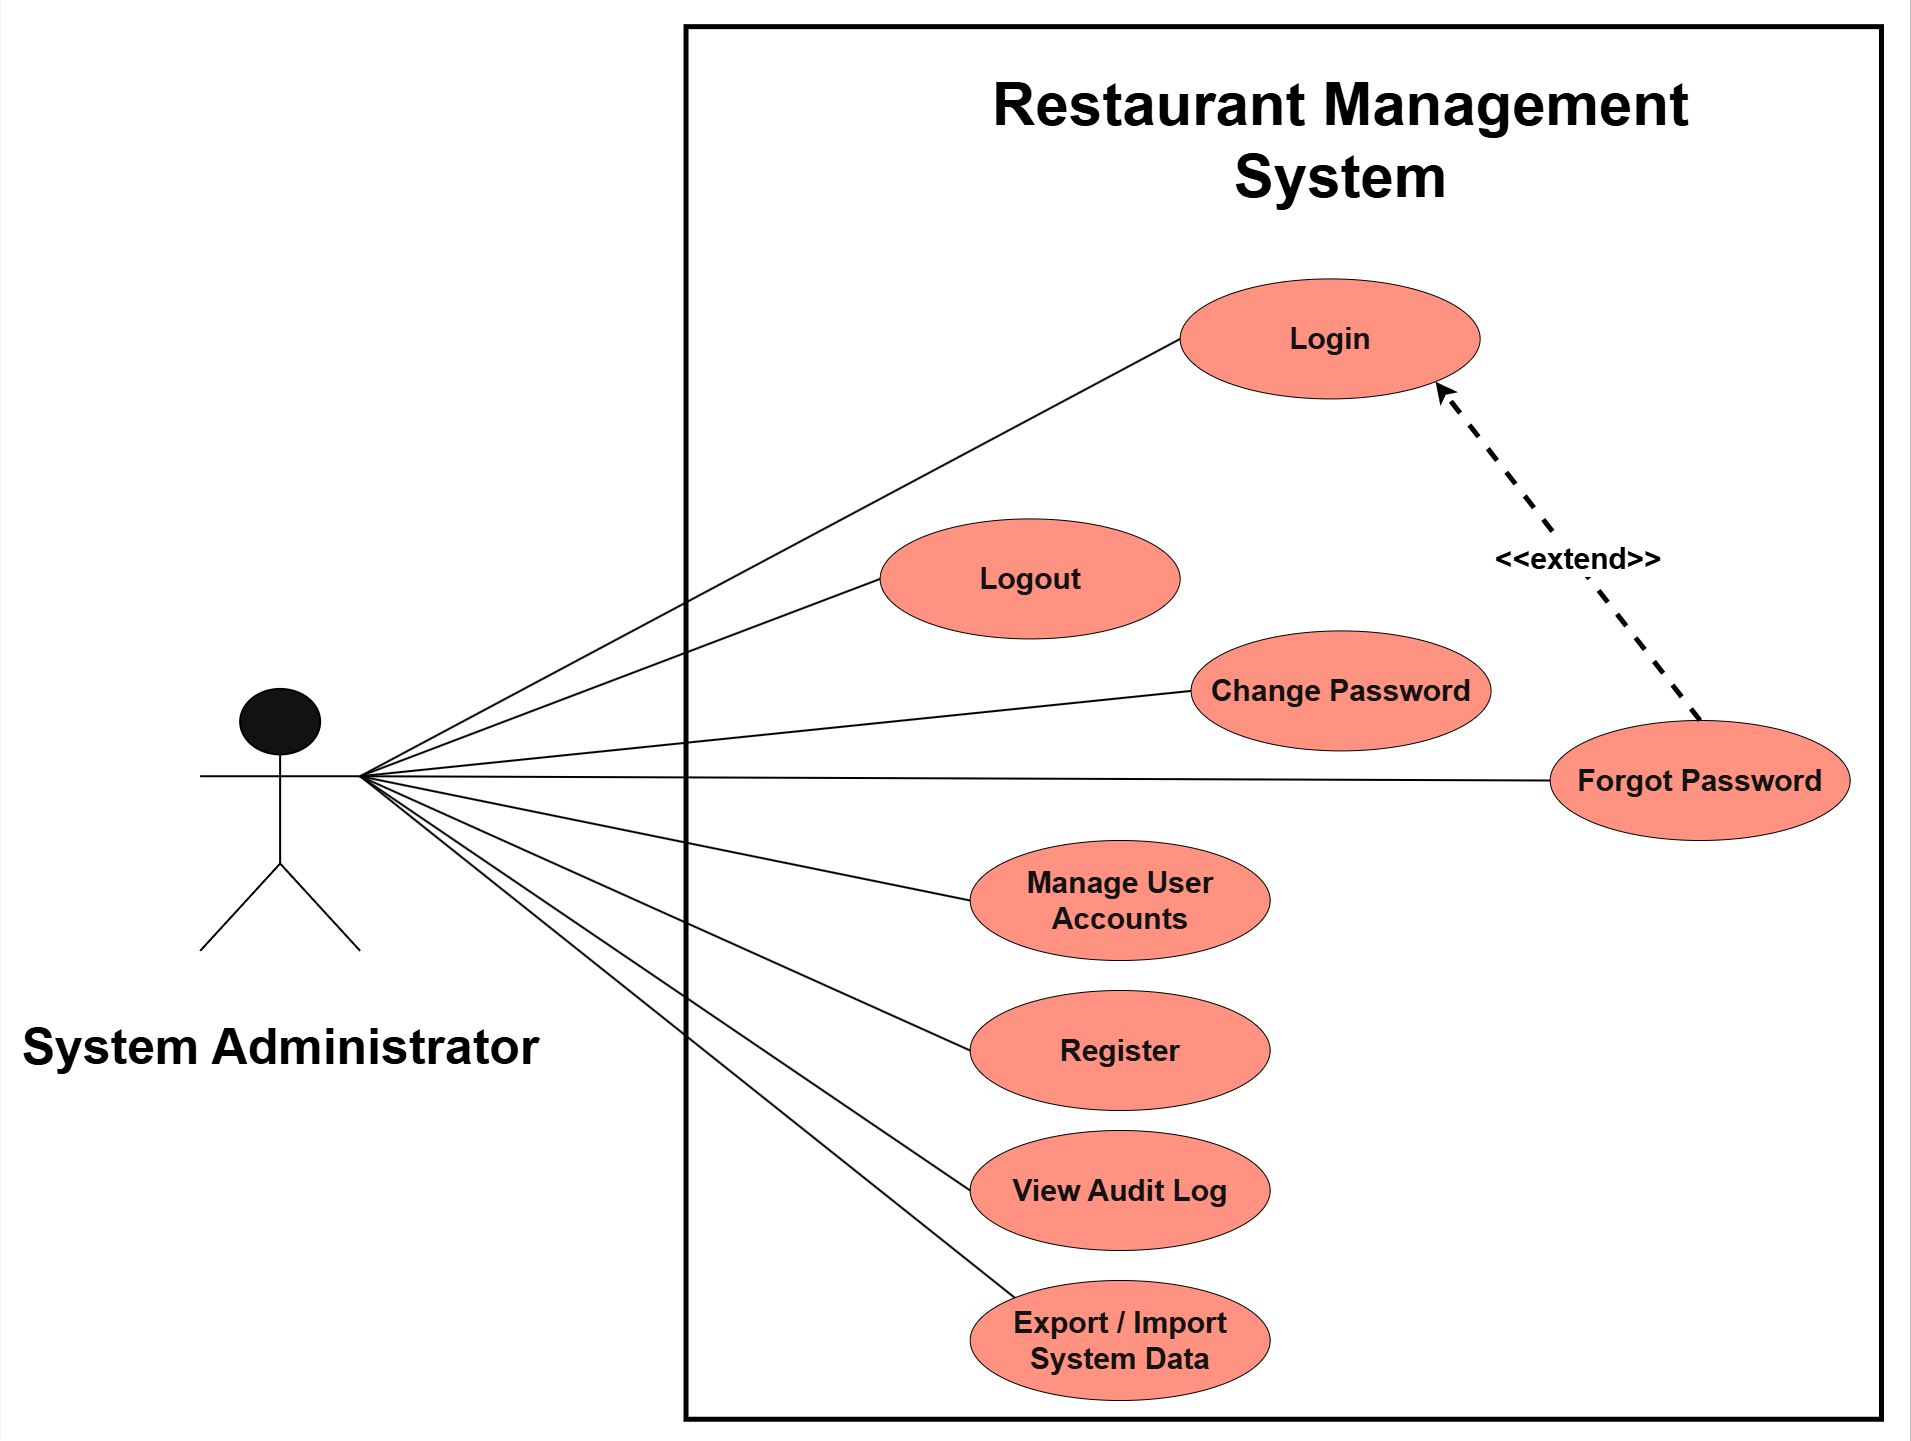 Restaurant Management
System
Login
Logout
<<extend>>
Change Password
Forgot Password
Manage User
Accounts
System Administrator
Register
View Audit Log
Export / Import
System Data